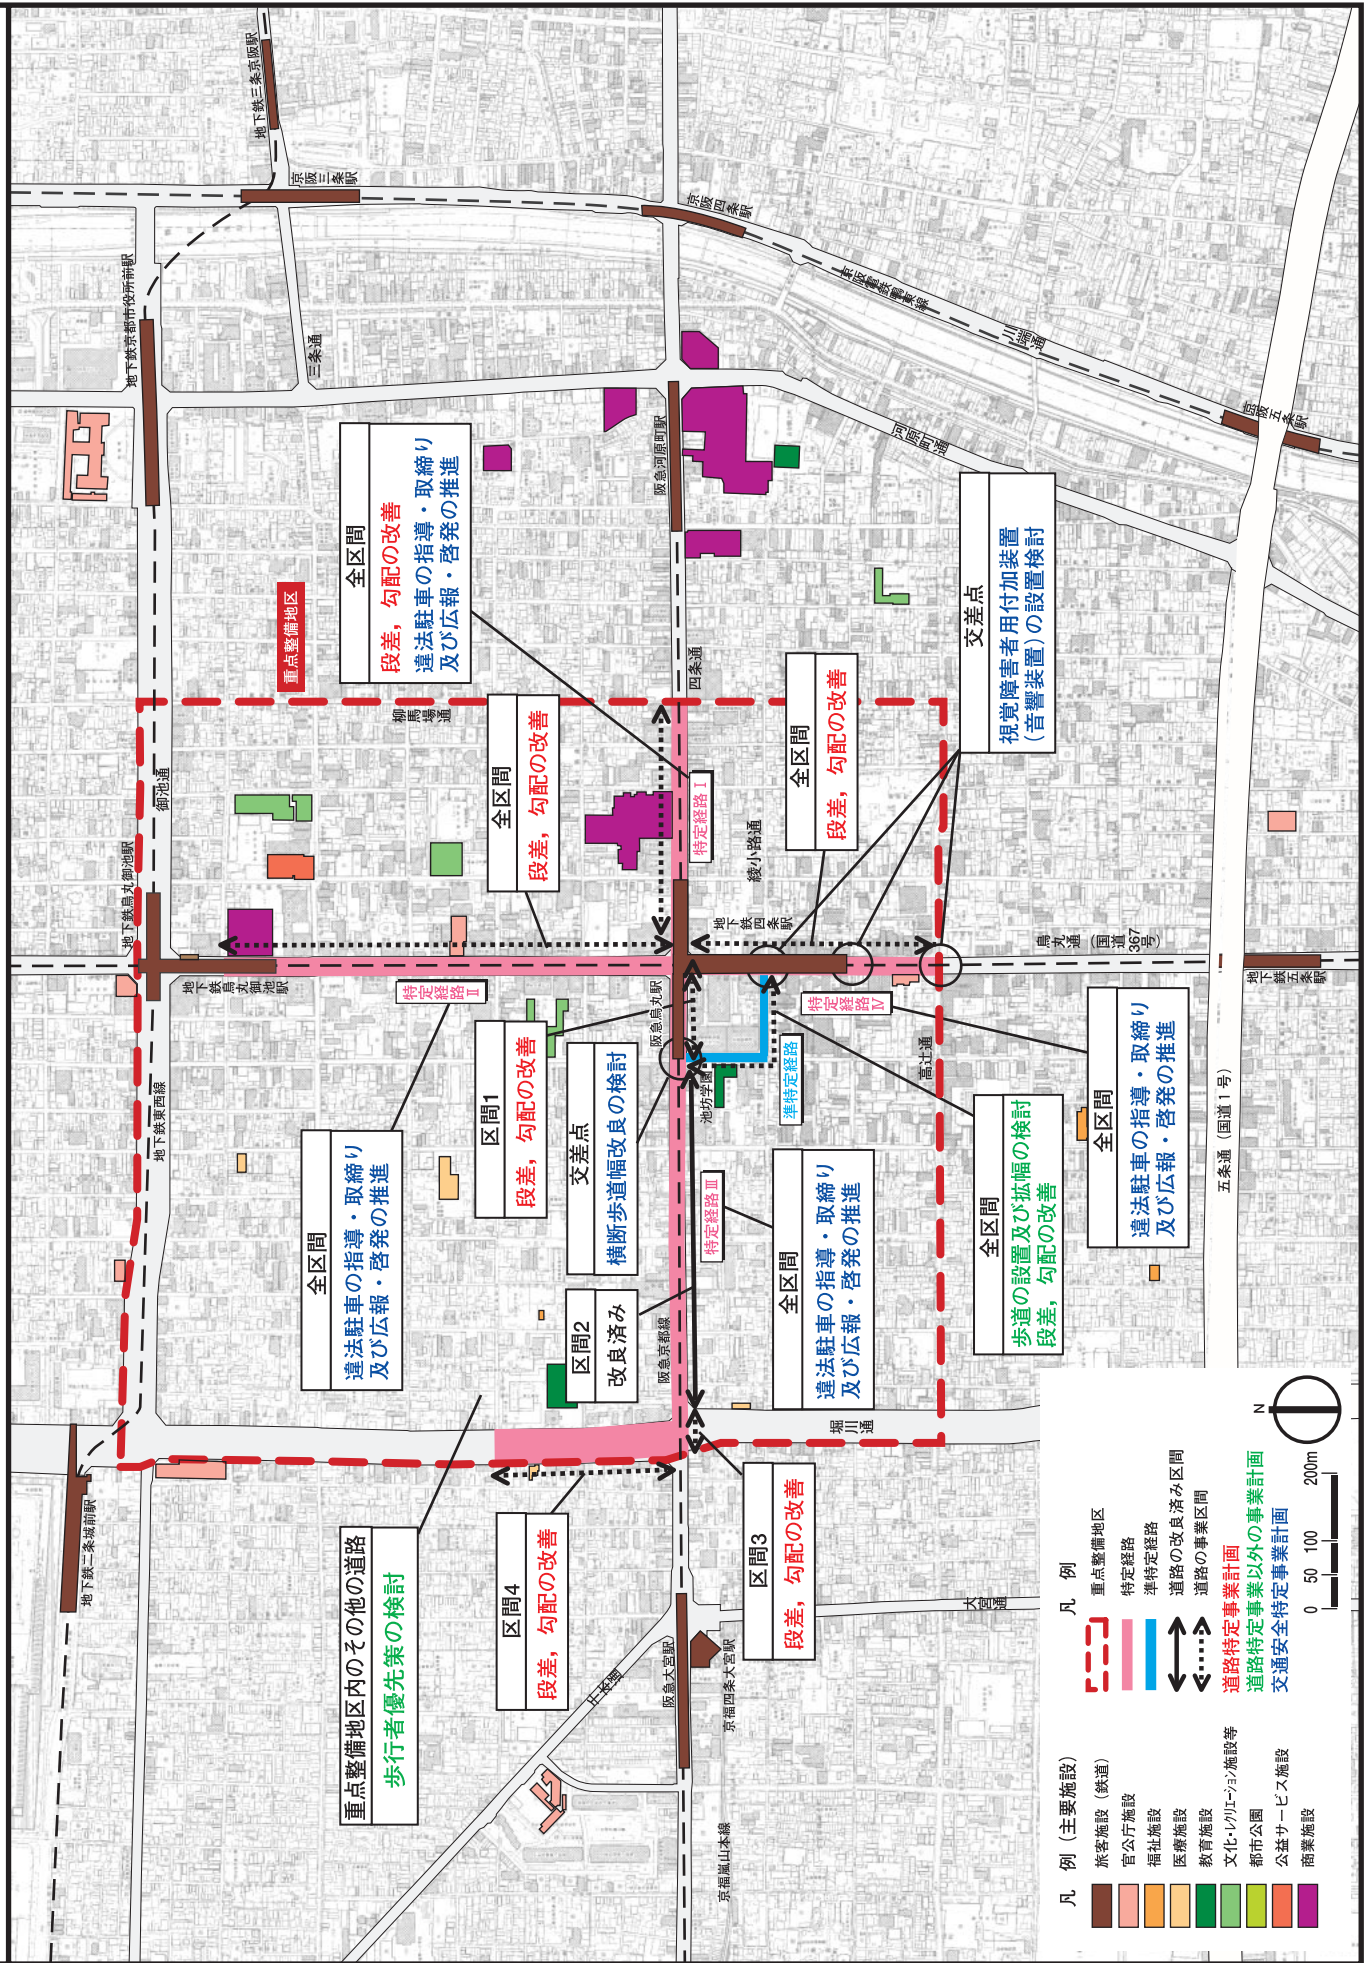 地下鉄三条京阪駅
京阪三条駅
地下鉄京都市役所前駅
三条通
京阪四条駅
京阪電鉄鴨東線
川端通
京阪五条駅
河原町通
阪急河原町駅
四条通
重点整備地区
柳馬場通
御池通
地下鉄烏丸御池駅
地下鉄烏丸御池駅
地下鉄東西線
地下鉄二条城前駅
全区間
段差，勾配の改善
違法駐車の指導・取締り
及び広報・啓発の推進
全区間
段差，勾配の改善
特定経路Ⅰ
綾小路通
全区間
段差，勾配の改善
交差点
視覚障害者用付加装置
（音響装置）の設置検討
地下鉄四条駅
烏丸通（国道367号）
地下鉄五条駅
特定経路Ⅱ
阪急烏丸駅
特定経路Ⅳ
高辻通
池坊学園
準特定経路
全区間
違法駐車の指導・取締り
及び広報・啓発の推進
区間1
段差，勾配の改善
交差点
横断歩道幅改良の検討
区間2
改良済み
阪急京都線
特定経路Ⅲ
全区間
違法駐車の指導・取締り
及び広報・啓発の推進
全区間
歩道の設置及び拡幅の検討
段差，勾配の改善
全区間
違法駐車の指導・取締り
及び広報・啓発の推進
五条通（国道1号）
堀川通
重点整備地区内のその他の道路
歩行者優先策の検討
区間4
段差，勾配の改善
区間3
段差，勾配の改善
阪急大宮駅
京福四条大宮駅
大宮通
京福嵐山本線
凡　例（主要施設）
旅客施設（鉄道）
官公庁施設
福祉施設
医療施設
教育施設
文化・レクリエーション施設等
都市公園
公益サービス施設
商業施設
凡　例
重点整備地区
特定経路
準特定経路
道路の改良済み区間
道路の事業区間
道路特定事業計画
道路特定事業以外の事業計画
交通安全特定事業計画
0 50 100 200m
N